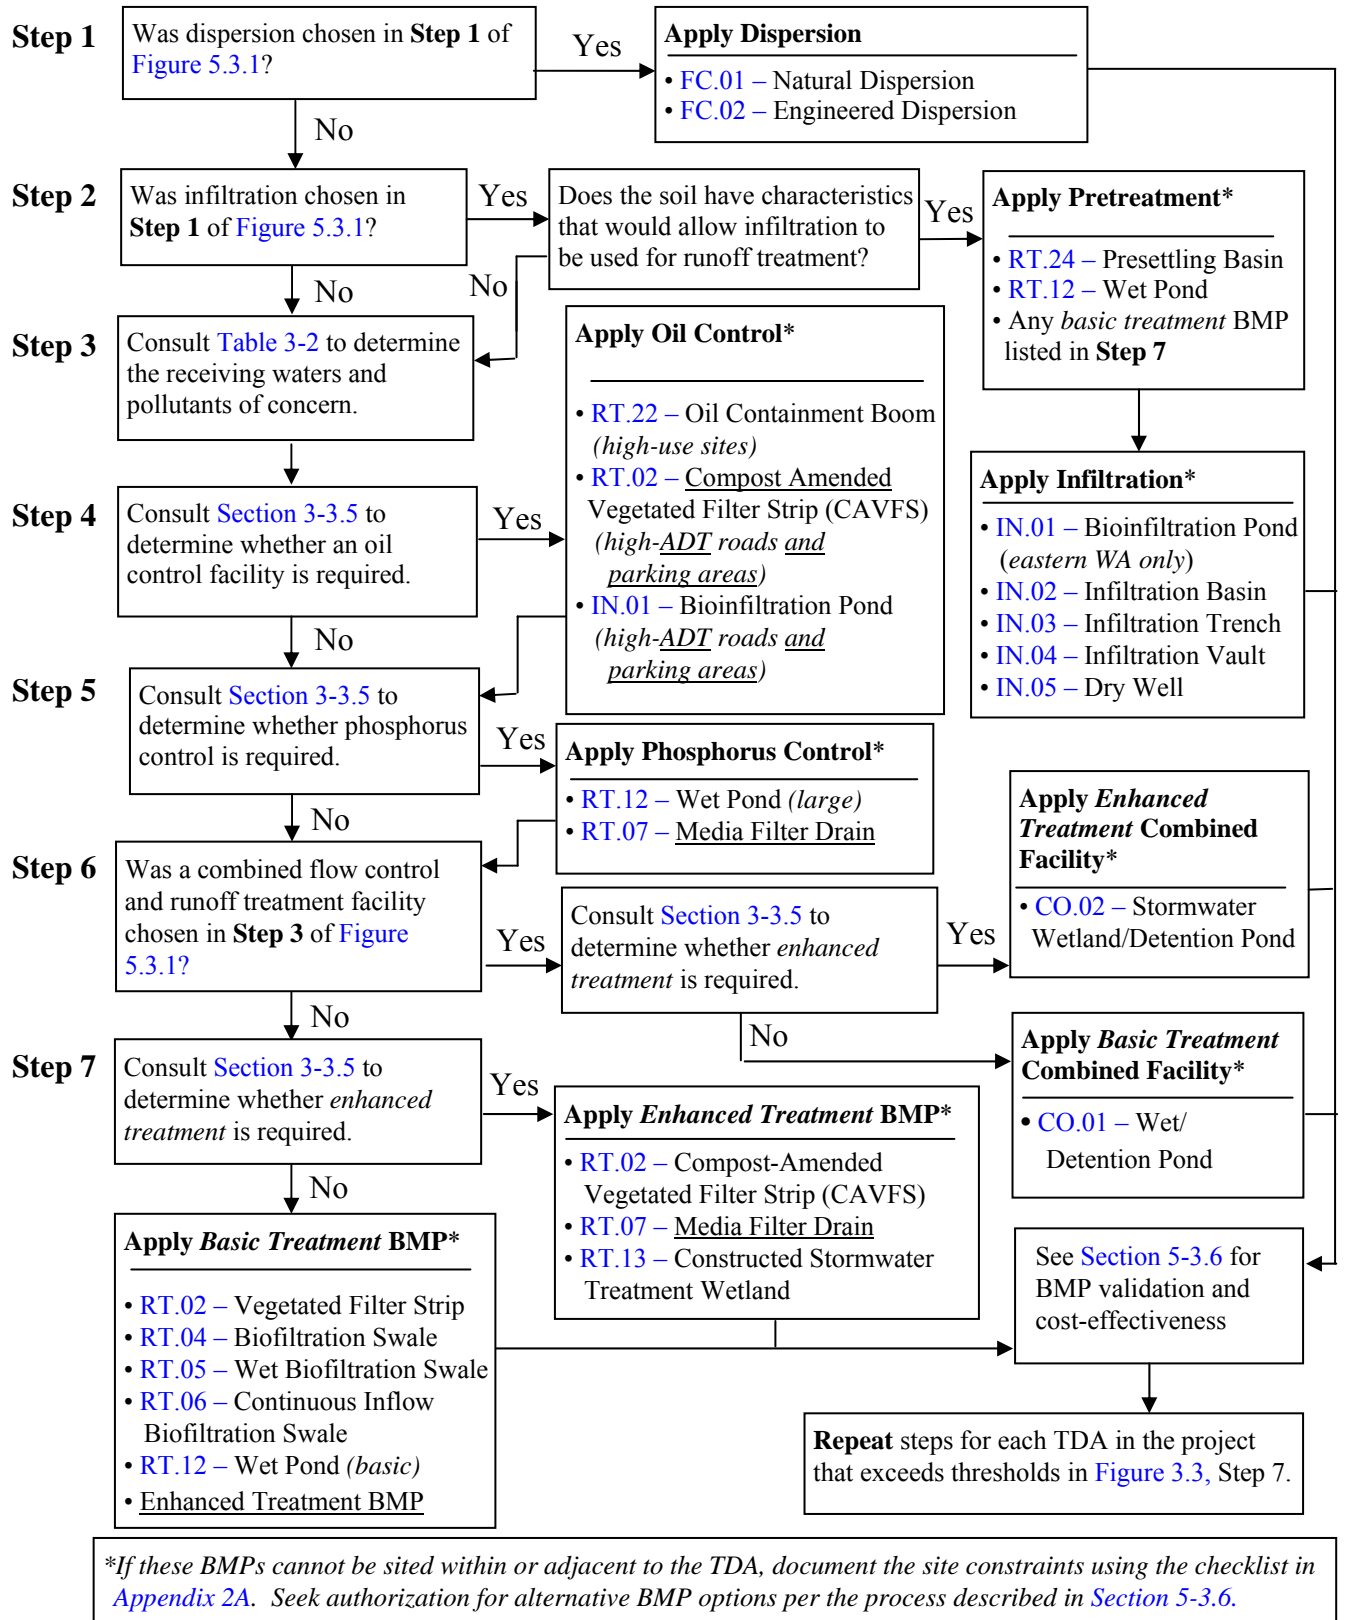 Step 1
Was dispersion chosen in Step 1 of
Figure 5.3.1?
Yes
Apply Dispersion
• FC.01 – Natural Dispersion
• FC.02 – Engineered Dispersion
No
Step 2
Was infiltration chosen in
Step 1 of Figure 5.3.1?
Yes
Does the soil have characteristics
that would allow infiltration to
be used for runoff treatment?
Yes
Apply Pretreatment*
• RT.24 – Presettling Basin
• RT.12 – Wet Pond
• Any basic treatment BMP
listed in Step 7
No
No
Step 3
Consult Table 3-2 to determine
the receiving waters and
pollutants of concern.
Apply Oil Control*
• RT.22 – Oil Containment Boom
(high-use sites)
• RT.02 – Compost Amended
Vegetated Filter Strip (CAVFS)
(high-ADT roads and
parking areas)
• IN.01 – Bioinfiltration Pond
(high-ADT roads and
parking areas)
Apply Infiltration*
• IN.01 – Bioinfiltration Pond
(eastern WA only)
• IN.02 – Infiltration Basin
• IN.03 – Infiltration Trench
• IN.04 – Infiltration Vault
• IN.05 – Dry Well
Step 4
Consult Section 3-3.5 to
determine whether an oil
control facility is required.
Yes
No
Step 5
Consult Section 3-3.5 to
determine whether phosphorus
control is required.
Yes
Apply Phosphorus Control*
• RT.12 – Wet Pond (large)
• RT.07 – Media Filter Drain
No
Step 6
Was a combined flow control
and runoff treatment facility
chosen in Step 3 of Figure
5.3.1?
Yes
Consult Section 3-3.5 to
determine whether enhanced
treatment is required.
Yes
Apply Enhanced
Treatment Combined
Facility*
• CO.02 – Stormwater
Wetland/Detention Pond
No
No
Apply Basic Treatment
Combined Facility*
• CO.01 – Wet/
Detention Pond
Step 7
Consult Section 3-3.5 to
determine whether enhanced
treatment is required.
Yes
Apply Enhanced Treatment BMP*
• RT.02 – Compost-Amended
Vegetated Filter Strip (CAVFS)
• RT.07 – Media Filter Drain
• RT.13 – Constructed Stormwater
Treatment Wetland
No
Apply Basic Treatment BMP*
• RT.02 – Vegetated Filter Strip
• RT.04 – Biofiltration Swale
• RT.05 – Wet Biofiltration Swale
• RT.06 – Continuous Inflow
Biofiltration Swale
• RT.12 – Wet Pond (basic)
• Enhanced Treatment BMP
See Section 5-3.6 for
BMP validation and
cost-effectiveness
Repeat steps for each TDA in the project
that exceeds thresholds in Figure 3.3, Step 7.
*If these BMPs cannot be sited within or adjacent to the TDA, document the site constraints using the checklist in
Appendix 2A. Seek authorization for alternative BMP options per the process described in Section 5-3.6.